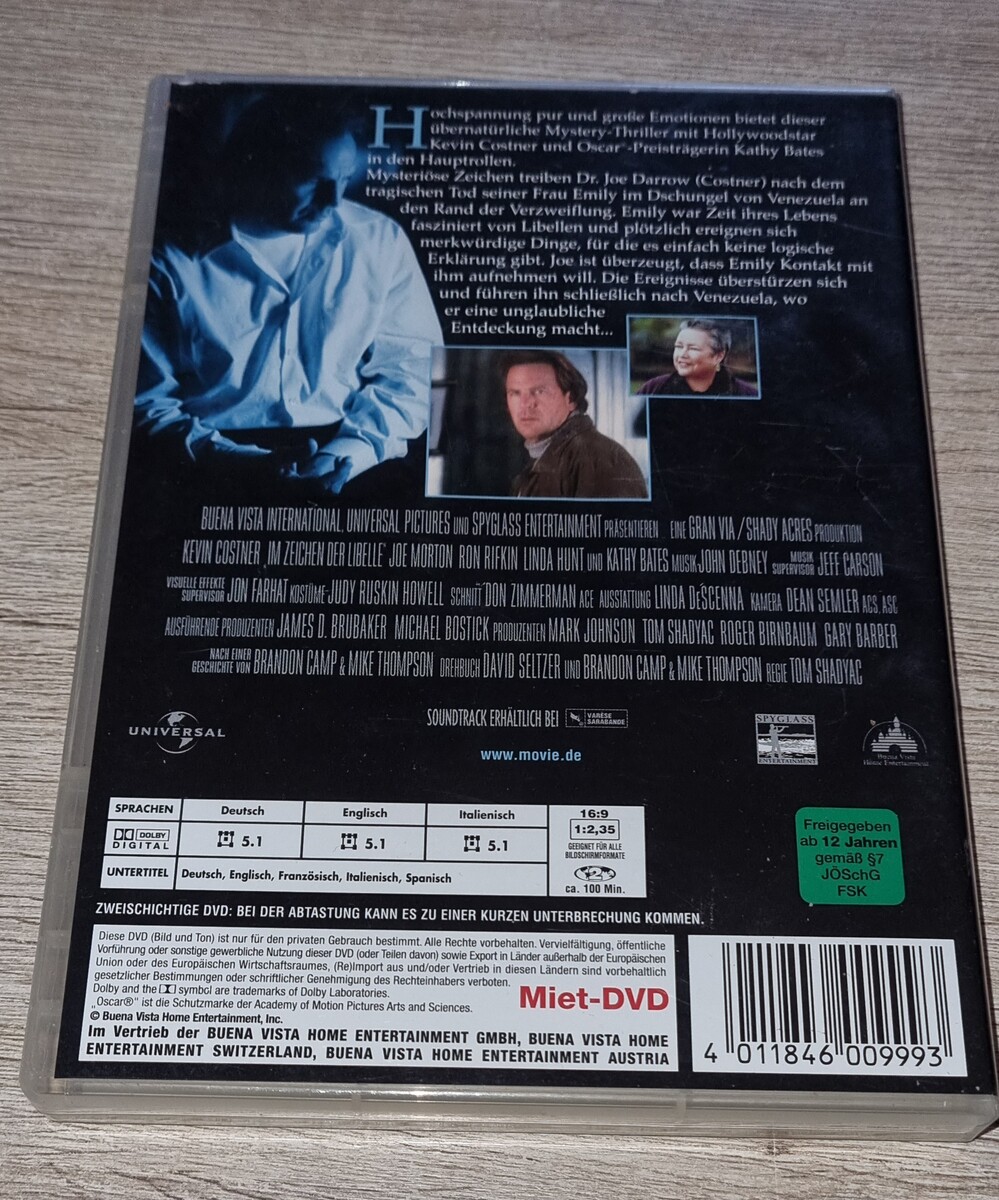 Hochspannung pur und große Emotionen bietet dieser
übernatürliche Mystery-Thriller mit Hollywoodstar
Kevin Costner und Oscar®-Preisträgerin Kathy Bates
in den Hauptrollen.
Mysteriöse Zeichen treiben Dr. Joe Darrow (Costner) nach dem
tragischen Tod seiner Frau Emily im Dschungel von Venezuela an
den Rand der Verzweiflung. Emily war Zeit ihres Lebens
fasziniert von Libellen und plötzlich ereignen sich
merkwürdige Dinge, für die es einfach keine logische
Erklärung gibt. Joe ist überzeugt, dass Emily Kontakt mit
ihm aufnehmen will. Die Ereignisse überstürzen sich
und führen ihn schließlich nach Venezuela, wo
er eine unglaubliche
Entdeckung macht...
BUENA VISTA INTERNATIONAL, UNIVERSAL PICTURES UND SPYGLASS ENTERTAINMENT PRÄSENTIEREN EINE GRAN VIA / SHADY ACRES PRODUKTION
KEVIN COSTNER „IM ZEICHEN DER LIBELLE“ JOE MORTON RON RIFKIN LINDA HUNT UND KATHY BATES MUSIK JOHN DEBNEY MUSIK SUPERVISOR JEFF CARSON
VISUELLE EFFEKTE SUPERVISOR JON FARHAT KOSTÜME JUDY RUSKIN HOWELL SCHNITT DON ZIMMERMAN ACE AUSSTATTUNG LINDA DeSCENNA KAMERA DEAN SEMLER ACS, ASC
AUSFÜHRENDE PRODUZENTEN JAMES D. BRUBAKER MICHAEL BOSTICK PRODUZENTEN MARK JOHNSON TOM SHADYAC ROGER BIRNBAUM GARY BARBER
NACH EINER GESCHICHTE VON BRANDON CAMP & MIKE THOMPSON DREHBUCH DAVID SELTZER UND BRANDON CAMP & MIKE THOMPSON REGIE TOM SHADYAC
UNIVERSAL
SOUNDTRACK ERHÄLTLICH BEI VARÈSE SARABANDE
www.movie.de
SPYGLASS
ENTERTAINMENT
Buena Vista
Home Entertainment
SPRACHEN Deutsch Englisch Italienisch
DOLBY DIGITAL 5.1 5.1 5.1
UNTERTITEL Deutsch, Englisch, Französisch, Italienisch, Spanisch
16:9
1:2,35
GEEIGNET FÜR ALLE
BILDSCHIRMFORMATE
2
ca. 100 Min.
Freigegeben
ab 12 Jahren
gemäß §7
JÖSchG
FSK
ZWEISCHICHTIGE DVD: BEI DER ABTASTUNG KANN ES ZU EINER KURZEN UNTERBRECHUNG KOMMEN.
Diese DVD (Bild und Ton) ist nur für den privaten Gebrauch bestimmt. Alle Rechte vorbehalten. Vervielfältigung, öffentliche
Vorführung oder sonstige gewerbliche Nutzung dieser DVD (oder Teilen davon) sowie Export in Länder außerhalb der Europäischen
Union oder des Europäischen Wirtschaftsraumes, (Re)Import aus und/oder Vertrieb in diesen Ländern sind vorbehaltlich
gesetzlicher Bestimmungen oder schriftlicher Genehmigung des Rechteinhabers verboten.
Dolby and the symbol are trademarks of Dolby Laboratories.
„Oscar®“ ist die Schutzmarke der Academy of Motion Pictures Arts and Sciences.
© Buena Vista Home Entertainment, Inc.
Miet-DVD
Im Vertrieb der BUENA VISTA HOME ENTERTAINMENT GMBH, BUENA VISTA HOME
ENTERTAINMENT SWITZERLAND, BUENA VISTA HOME ENTERTAINMENT AUSTRIA
4 011846 009993